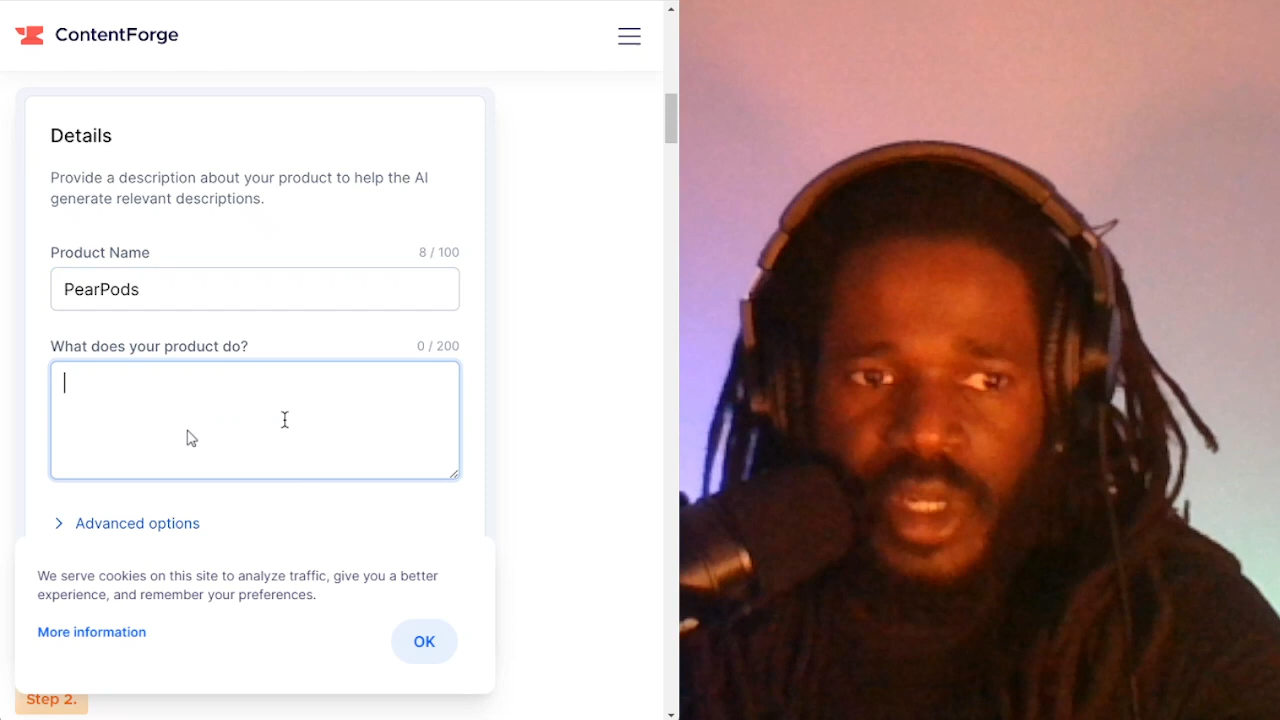 ContentForge
Details
Provide a description about your product to help the AI
generate relevant descriptions.
Product Name 8 / 100
PearPods
What does your product do? 0 / 200
Advanced options
We serve cookies on this site to analyze traffic, give you a better
experience, and remember your preferences.
More information
OK
Step 2.